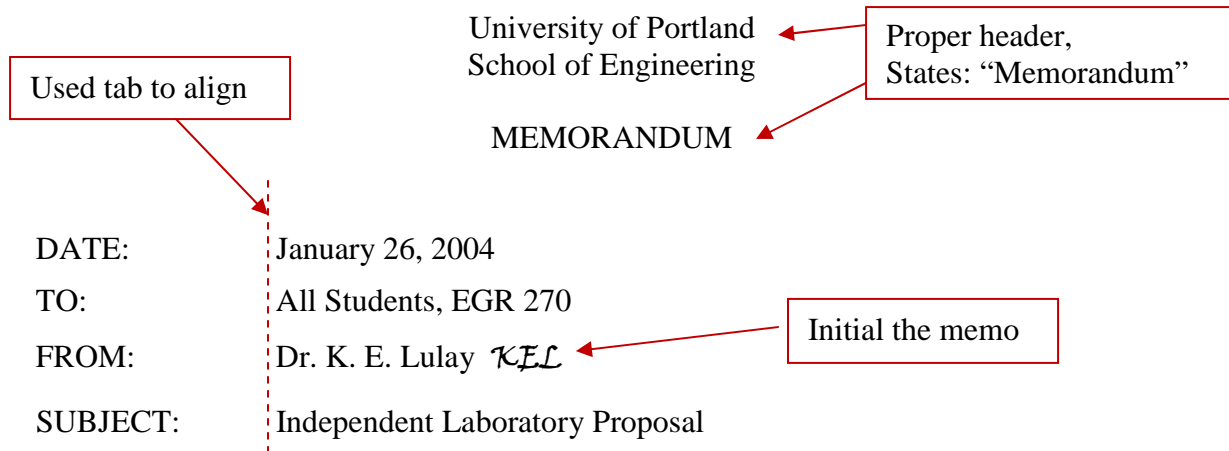 University of Portland
School of Engineering
Proper header,
States: “Memorandum”
Used tab to align
MEMORANDUM
DATE: January 26, 2004
TO: All Students, EGR 270
FROM: Dr. K. E. Lulay KEL
Initial the memo
SUBJECT: Independent Laboratory Proposal